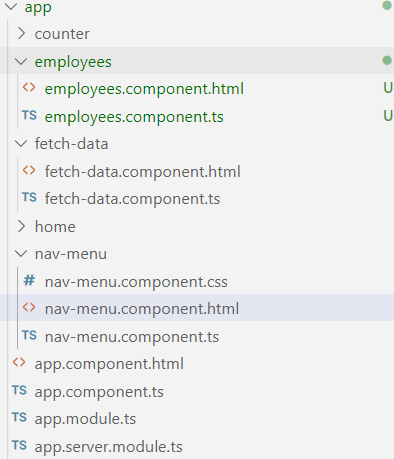 app
counter
employees
<> employees.component.html U
TS employees.component.ts U
fetch-data
<> fetch-data.component.html
TS fetch-data.component.ts
home
nav-menu
# nav-menu.component.css
<> nav-menu.component.html
TS nav-menu.component.ts
<> app.component.html
TS app.component.ts
TS app.module.ts
TS app.server.module.ts